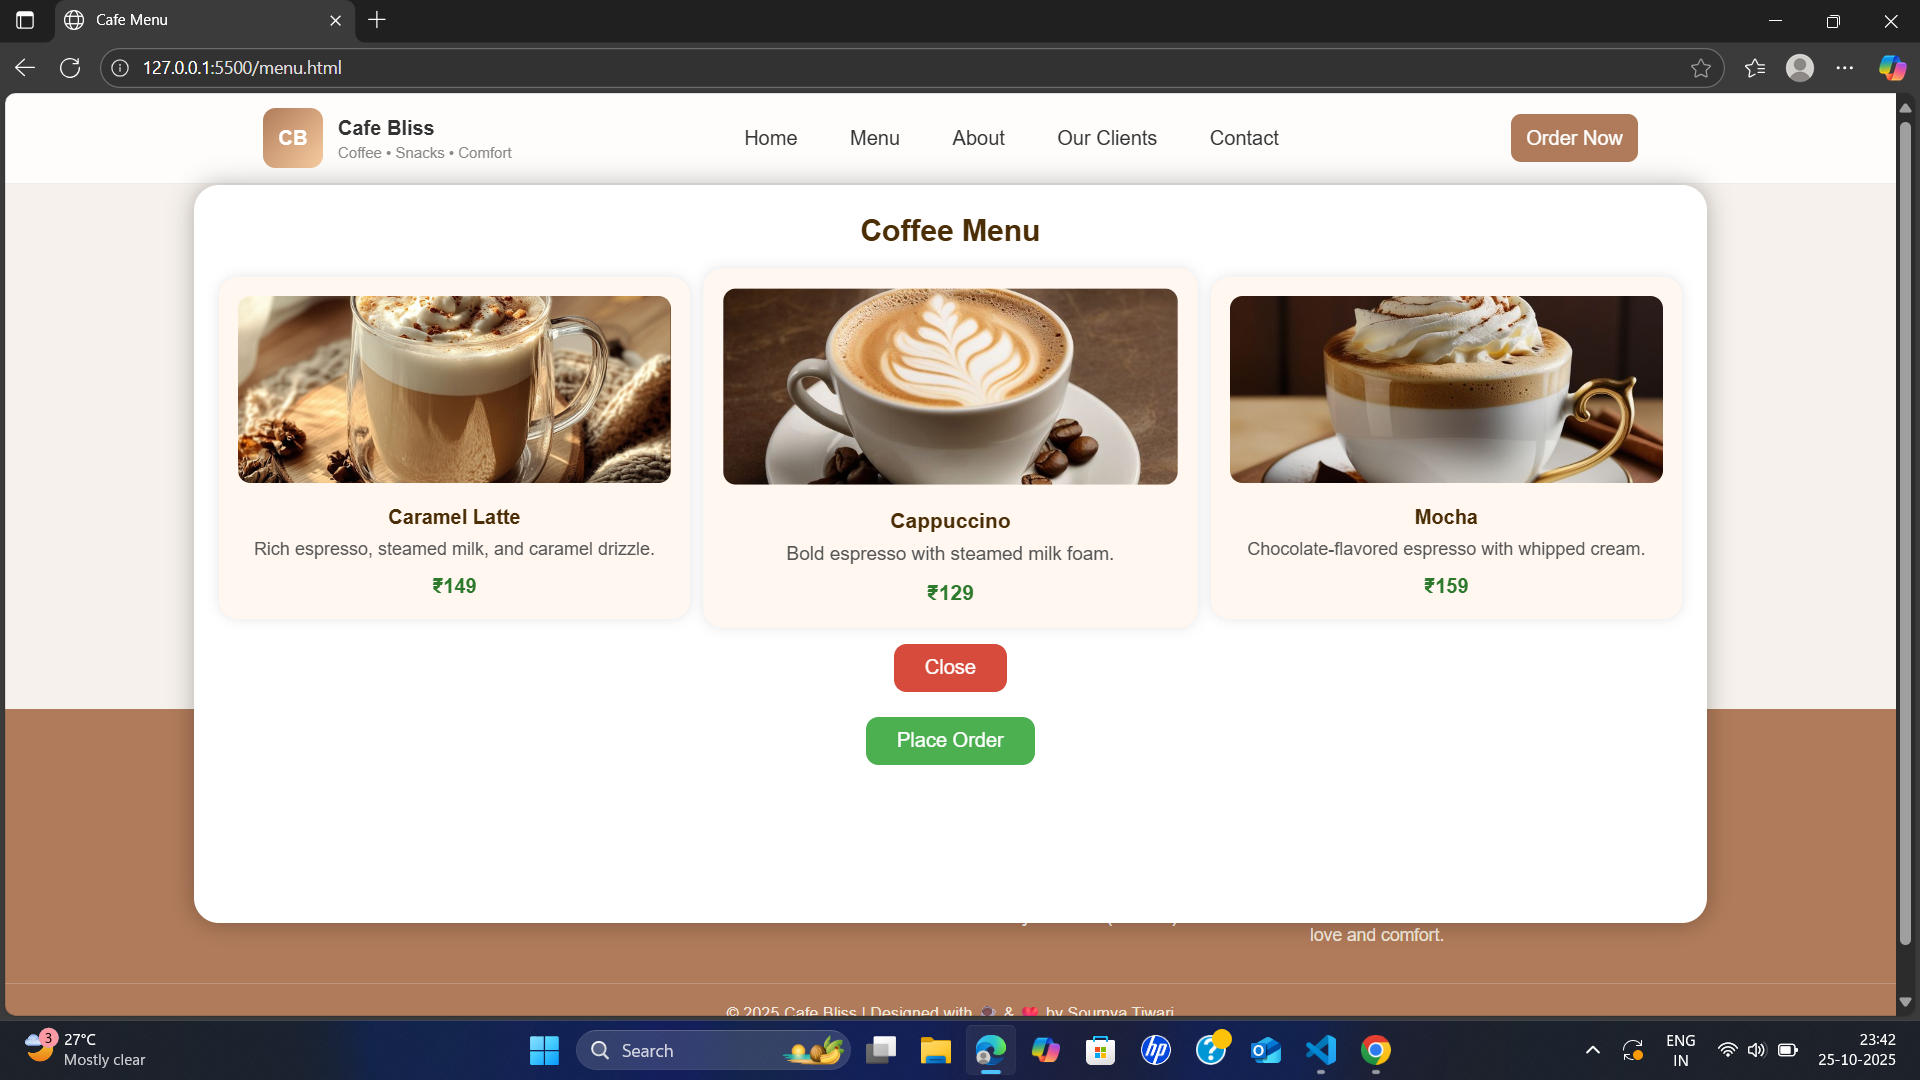 Cafe Menu
127.0.0.1:5500/menu.html
CB
Cafe Bliss
Coffee • Snacks • Comfort
Home
Menu
About
Our Clients
Contact
Order Now
Coffee Menu
Caramel Latte
Rich espresso, steamed milk, and caramel drizzle.
₹149
Cappuccino
Bold espresso with steamed milk foam.
₹129
Mocha
Chocolate-flavored espresso with whipped cream.
₹159
Close
Place Order
love and comfort.
© 2025 Cafe Bliss | Designed with ☕ & ❤️ by Soumya Tiwari
3
27°C
Mostly clear
Search
hp
ENG
IN
23:42
25-10-2025